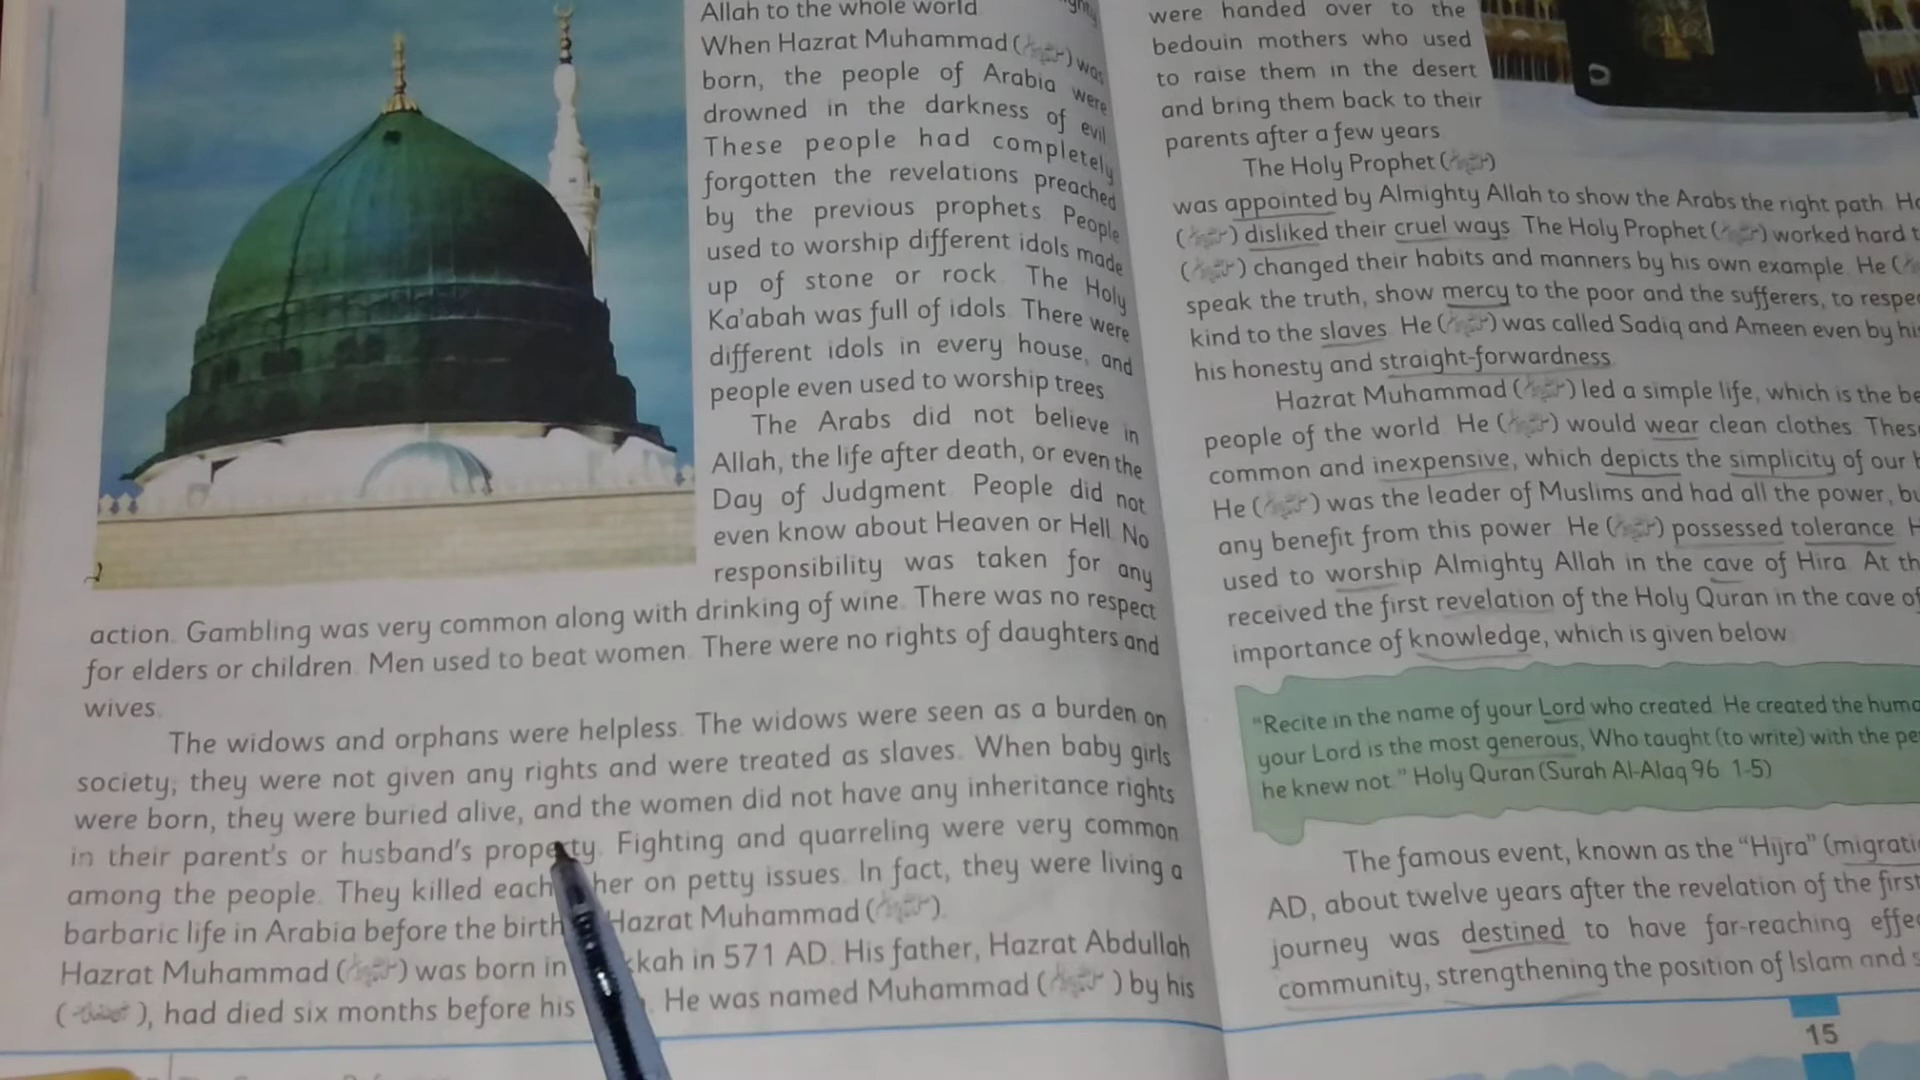 Allah to the whole world
When Hazrat Muhammad ( ) was
born, the people of Arabia were
drowned in the darkness of evil
These people had completely
forgotten the revelations preached
by the previous prophets People
used to worship different idols made
up of stone or rock The Holy
Ka'abah was full of idols There were
different idols in every house, and
people even used to worship trees
The Arabs did not believe in
Allah, the life after death, or even the
Day of Judgment People did not
even know about Heaven or Hell No
responsibility was taken for any
action. Gambling was very common along with drinking of wine There was no respect
for elders or children Men used to beat women There were no rights of daughters and
wives.
The widows and orphans were helpless. The widows were seen as a burden on
society; they were not given any rights and were treated as slaves. When baby girls
were born, they were buried alive, and the women did not have any inheritance rights
in their parent's or husband's property. Fighting and quarreling were very common
among the people. They killed each her on petty issues. In fact, they were living a
barbaric life in Arabia before the birth Hazrat Muhammad ( ).
Hazrat Muhammad ( ) was born in kkah in 571 AD. His father, Hazrat Abdullah
( ), had died six months before his . He was named Muhammad ( ) by his
were handed over to the
bedouin mothers who used
to raise them in the desert
and bring them back to their
parents after a few years
The Holy Prophet ( )
was appointed by Almighty Allah to show the Arabs the right path
( ) disliked their cruel ways The Holy Prophet ( ) worked hard
( ) changed their habits and manners by his own example. He (
speak the truth, show mercy to the poor and the sufferers, to
kind to the slaves He ( ) was called Sadiq and Ameen even by
his honesty and straight-forwardness
Hazrat Muhammad ( ) led a simple life, which is the
people of the world He ( ) would wear clean clothes
common and inexpensive, which depicts the simplicity of our
He ( ) was the leader of Muslims and had all the power,
any benefit from this power He ( ) possessed tolerance
used to worship Almighty Allah in the cave of Hira At
received the first revelation of the Holy Quran in the cave
importance of knowledge, which is given below
"Recite in the name of your Lord who created He created the
your Lord is the most generous, Who taught (to write) with the
he knew not." Holy Quran (Surah Al-Alaq 96 1-5)
The famous event, known as the "Hijra"
AD, about twelve years after the revelation of the first
journey was destined to have far-reaching
community, strengthening the position of Islam and
15